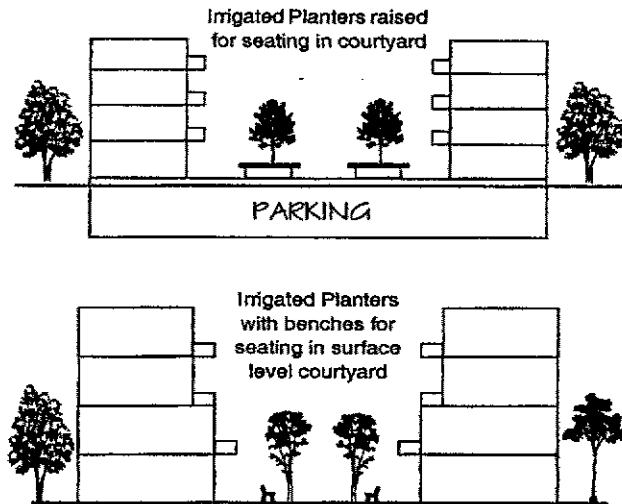 Irrigated Planters raised
for seating in courtyard
PARKING
Irrigated Planters
with benches for
seating in surface
level courtyard